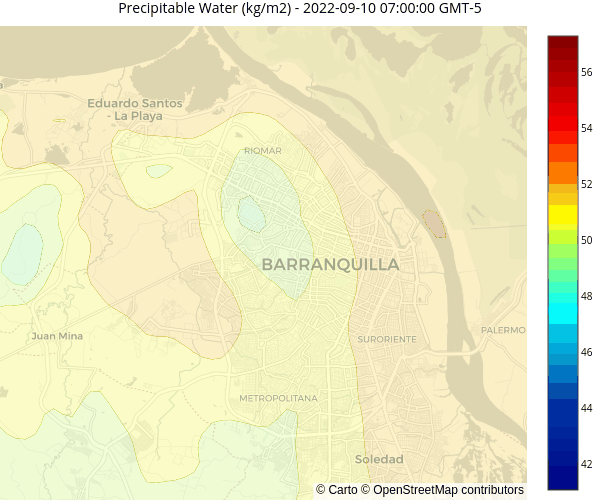 Precipitable Water (kg/m2) - 2022-09-10 07:00:00 GMT-5
Eduardo Santos
- La Playa
RIOMAR
BARRANQUILLA
Juan Mina
SURORIENTE
PALERMO
METROPOLITANA
Soledad
© Carto © OpenStreetMap contributors
56
54
52
50
48
46
44
42